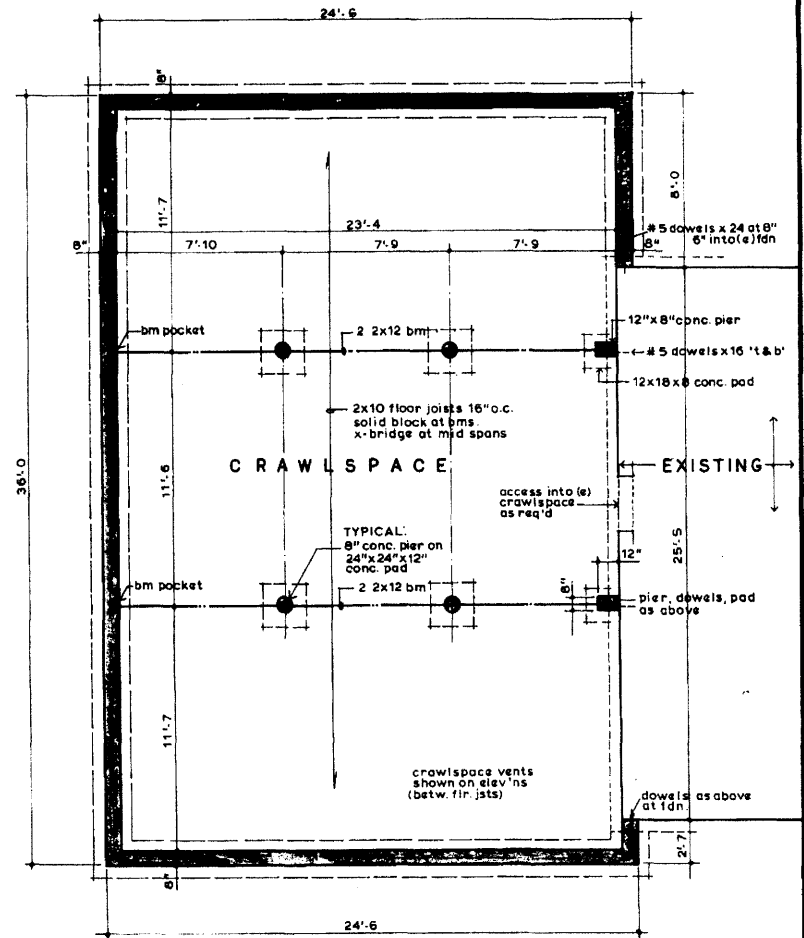 24'-6
8"
8'-0
11'-7
23'-4
#5 dowels x 24 at 8"
6" into (e) fdn
8"
7'-10
7'-9
7'-9
8"
12"x 8" conc. pier
bm pocket
2 2x12 bm
#5 dowels x 16 't & b'
12x18x8 conc. pad
2x10 floor joists 16" o.c.
solid block at bms.
x-bridge at mid spans
CRAWLSPACE
EXISTING
36'-0
11'-6
access into (e)
crawlspace
as req'd
25'-5
TYPICAL:
8" conc. pier on
24"x24"x12"
conc. pad
12"
8"
bm pocket
2 2x12 bm
pier, dowels, pad
as above
11'-7
crawlspace vents
shown on elev'ns
(betw. flr. jsts)
dowels as above
at fdn
2'-7
8"
24'-6